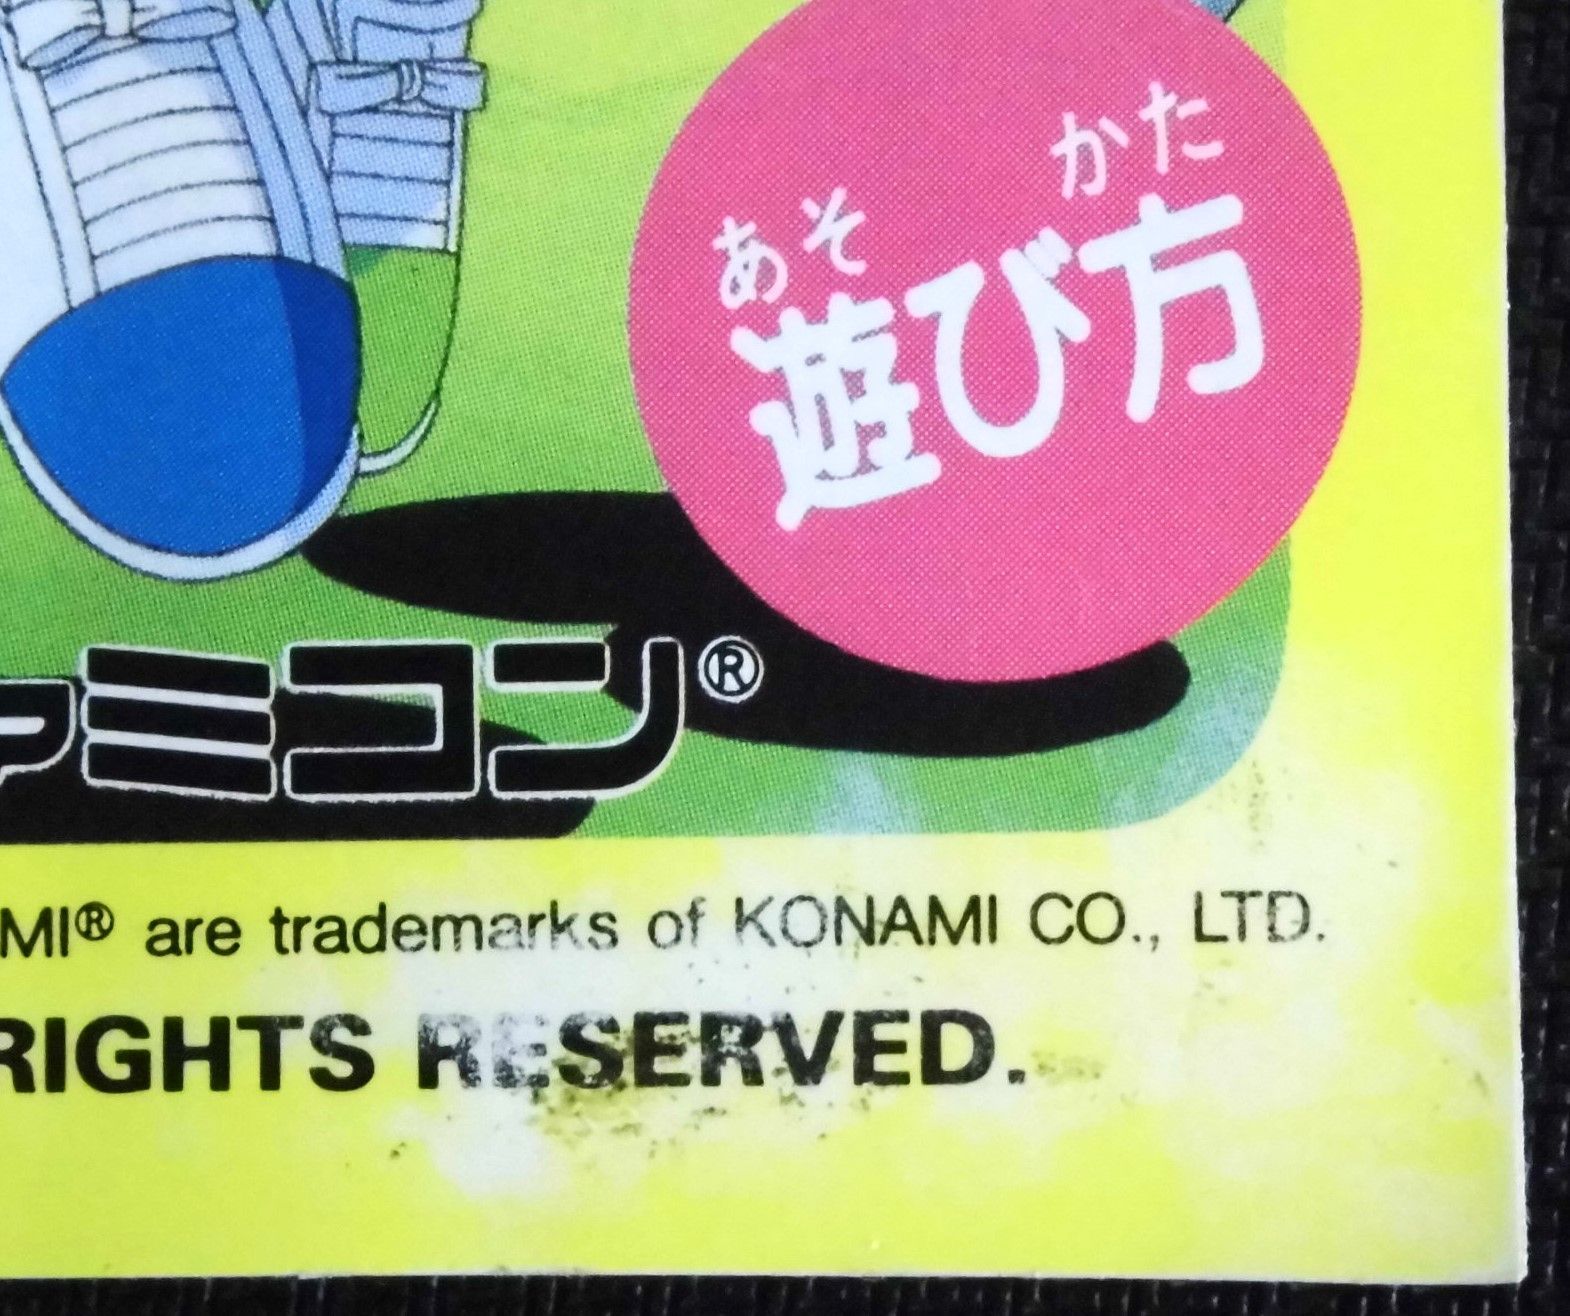 あそ かた
遊び方
ァミコン®
MI® are trademarks of KONAMI CO., LTD.
RIGHTS RESERVED.